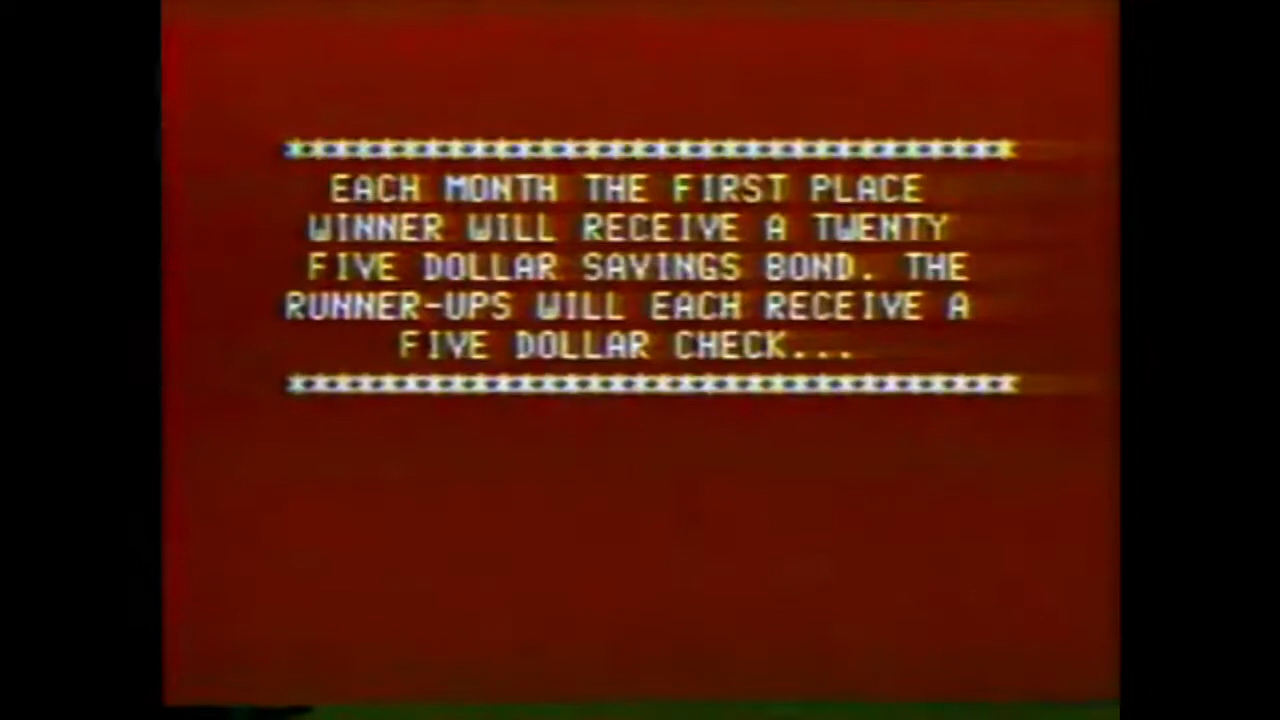 ********************************
EACH MONTH THE FIRST PLACE
WINNER WILL RECEIVE A TWENTY
FIVE DOLLAR SAVINGS BOND. THE
RUNNER-UPS WILL EACH RECEIVE A
FIVE DOLLAR CHECK...
********************************